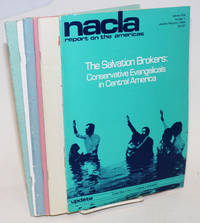 nacla
report on the americas
The Salvation Brokers:
Conservative Evangelicals
in Central America
update